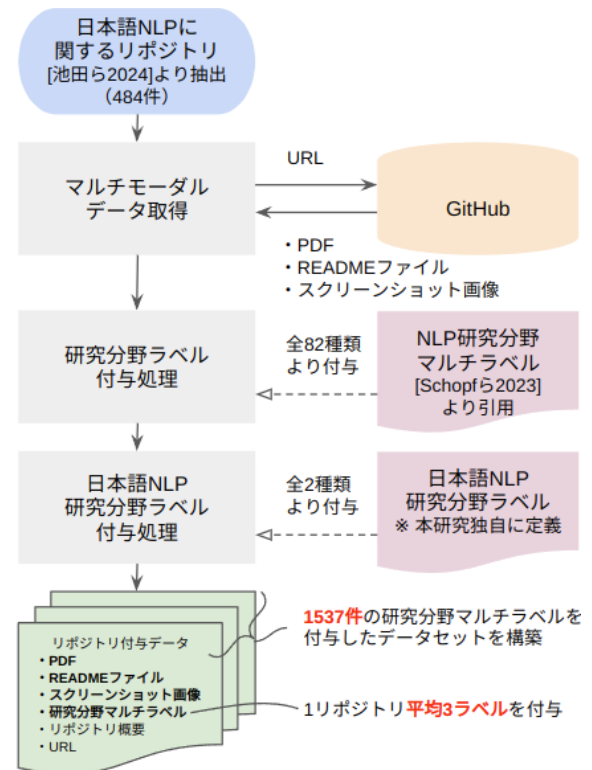 日本語NLPに
関するリポジトリ
[池田ら2024]より抽出
（484件）
マルチモーダル
データ取得
URL
GitHub
・PDF
・READMEファイル
・スクリーンショット画像
研究分野ラベル
付与処理
全82種類
より付与
NLP研究分野
マルチラベル
[Schopfら2023]
より引用
日本語NLP
研究分野ラベル
付与処理
全2種類
より付与
日本語NLP
研究分野ラベル
※ 本研究独自に定義
リポジトリ付与データ
・PDF
・READMEファイル
・スクリーンショット画像
・研究分野マルチラベル
・リポジトリ概要
・URL
1537件の研究分野マルチラベルを
付与したデータセットを構築
1リポジトリ平均3ラベルを付与